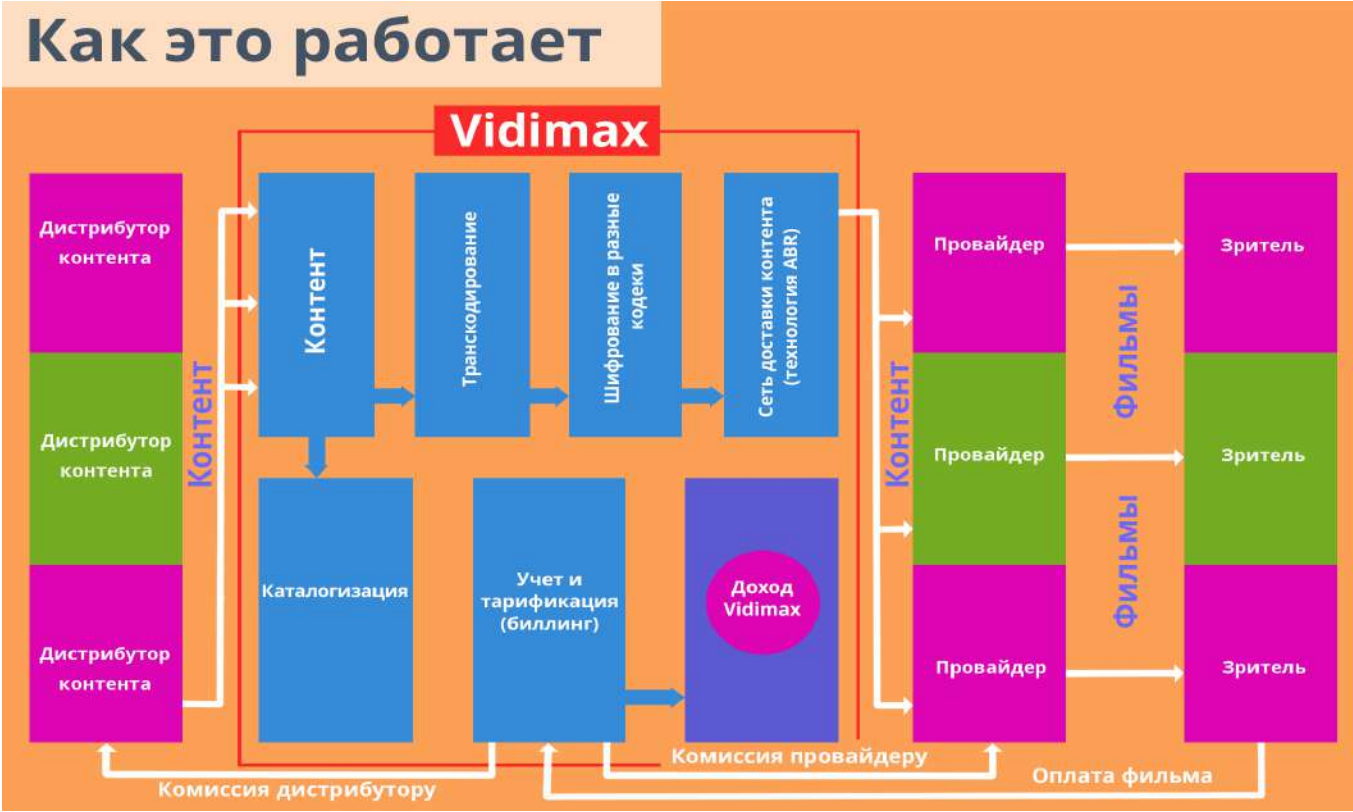 Как это работает
Vidimax
Дистрибутор
контента
Дистрибутор
контента
Дистрибутор
контента
Контент
Контент
Транскодирование
Шифрование в разные
кодеки
Сеть доставки контента
(технология ABR)
Каталогизация
Учет и
тарификация
(биллинг)
Доход
Vidimax
Контент
Провайдер
Провайдер
Провайдер
Фильмы
Фильмы
Зритель
Зритель
Зритель
Комиссия провайдеру
Оплата фильма
Комиссия дистрибутору